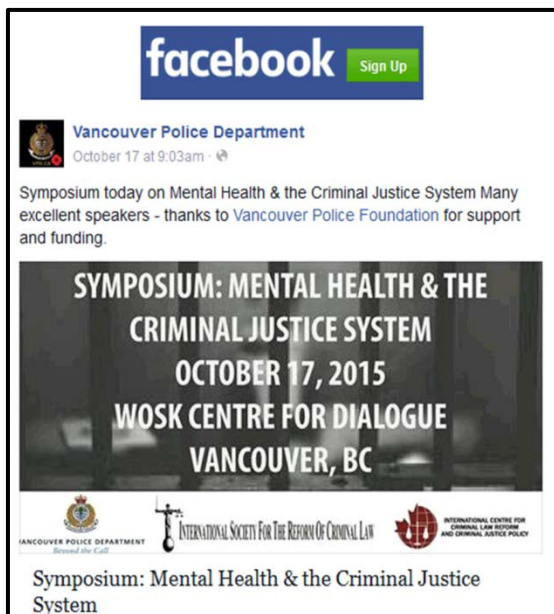 facebook
Sign Up
Vancouver Police Department
October 17 at 9:03am ·
Symposium today on Mental Health & the Criminal Justice System Many
excellent speakers - thanks to Vancouver Police Foundation for support
and funding.
SYMPOSIUM: MENTAL HEALTH & THE
CRIMINAL JUSTICE SYSTEM
OCTOBER 17, 2015
WOSK CENTRE FOR DIALOGUE
VANCOUVER, BC
VANCOUVER POLICE DEPARTMENT
Beyond the Call
INTERNATIONAL SOCIETY FOR THE REFORM OF CRIMINAL LAW
INTERNATIONAL CENTRE FOR
CRIMINAL LAW REFORM
AND CRIMINAL JUSTICE POLICY
Symposium: Mental Health & the Criminal Justice
System